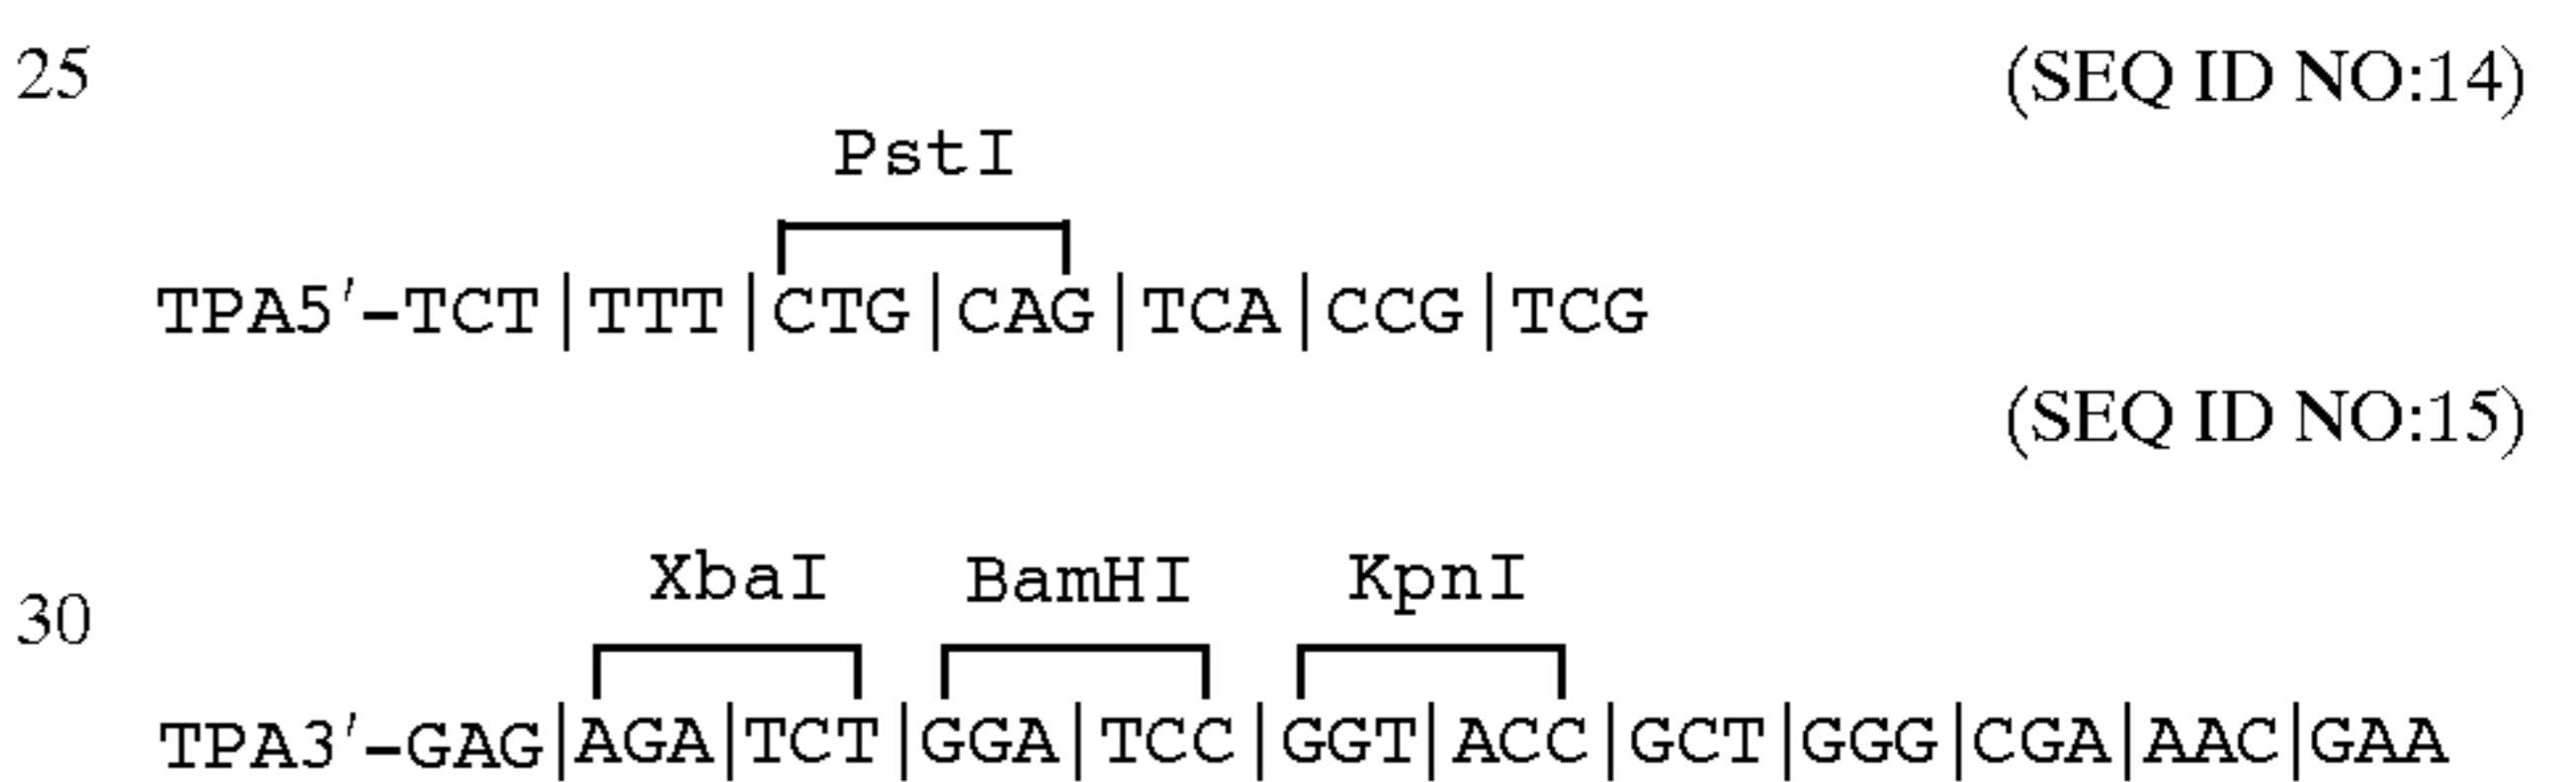 25 (SEQ ID NO:14)
PstI
TPA5′-TCT|TTT|CTG|CAG|TCA|CCG|TCG
(SEQ ID NO:15)
XbaI BamHI KpnI
30
TPA3′-GAG|AGA|TCT|GGA|TCC|GGT|ACC|GCT|GGG|CGA|AAC|GAA